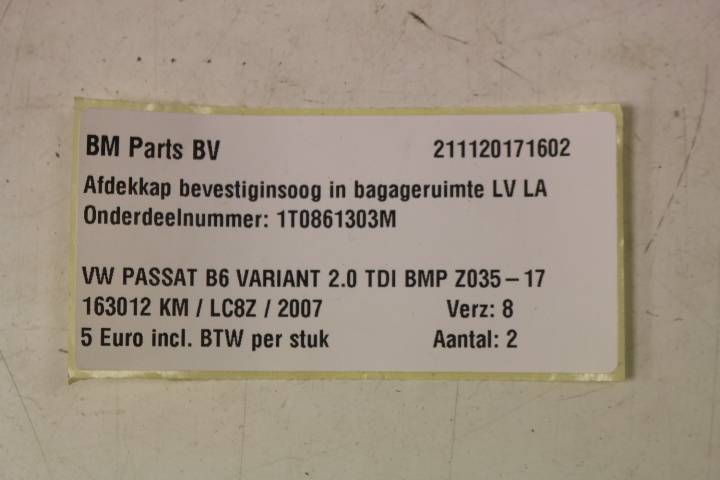 BM Parts BV 211120171602
Afdekkap bevestiginsoog in bagageruimte LV LA
Onderdeelnummer: 1T0861303M
VW PASSAT B6 VARIANT 2.0 TDI BMP Z035-17
163012 KM / LC8Z / 2007 Verz: 8
5 Euro incl. BTW per stuk Aantal: 2